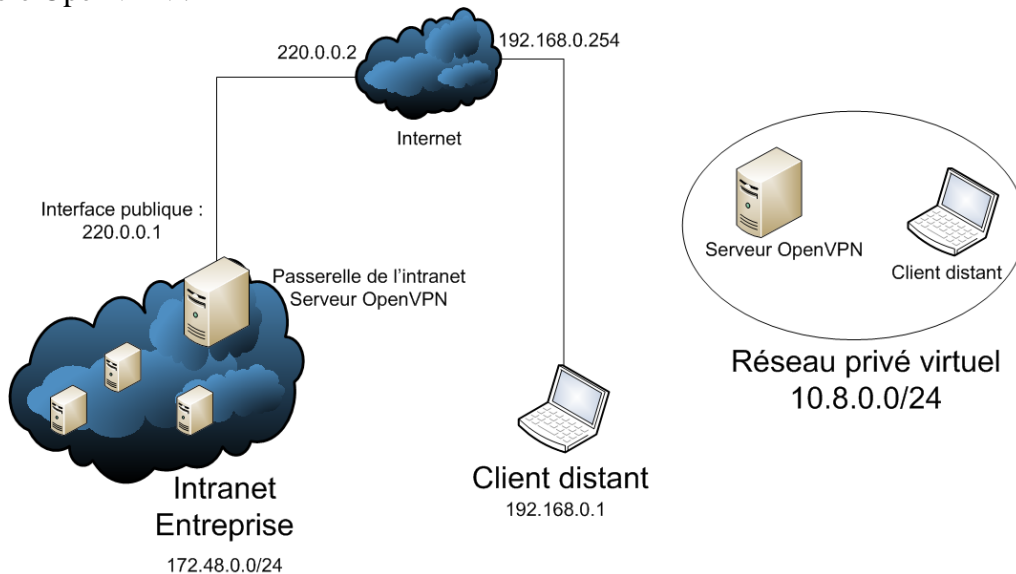 220.0.0.2
192.168.0.254
Internet
Interface publique :
220.0.0.1
Passerelle de l'intranet
Serveur OpenVPN
Intranet
Entreprise
172.48.0.0/24
Client distant
192.168.0.1
Serveur OpenVPN
Client distant
Réseau privé virtuel
10.8.0.0/24